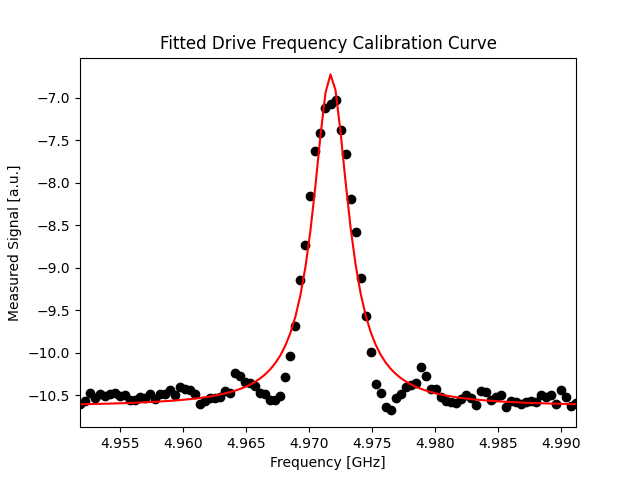 Fitted Drive Frequency Calibration Curve
Measured Signal [a.u.]
−7.0
−7.5
−8.0
−8.5
−9.0
−9.5
−10.0
−10.5
4.955 4.960 4.965 4.970 4.975 4.980 4.985 4.990
Frequency [GHz]